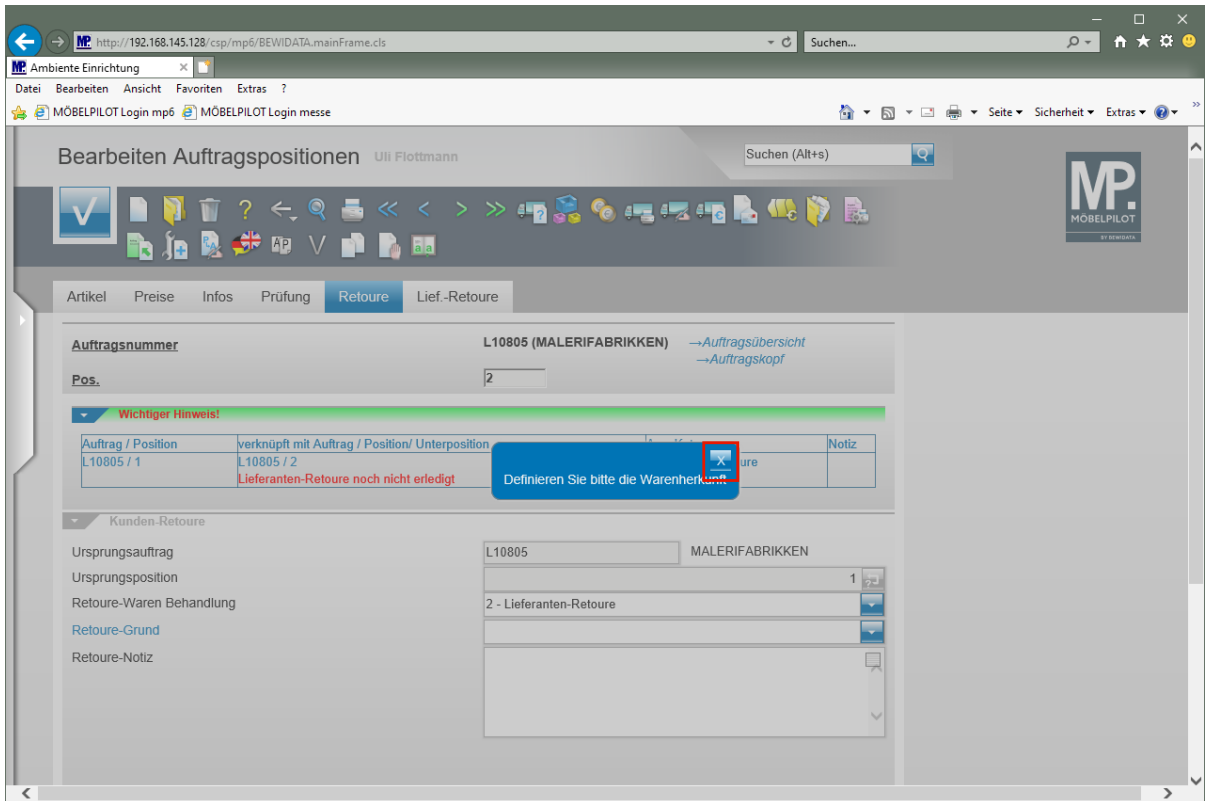 http://192.168.145.128/csp/mp6/BEWIDATA.mainFrame.cls
Suchen...
MP. Ambiente Einrichtung
Datei Bearbeiten Ansicht Favoriten Extras ?
MÖBELPILOT Login mp6 MÖBELPILOT Login messe
Seite Sicherheit Extras
Bearbeiten Auftragspositionen Uli Flottmann
Suchen (Alt+s)
MP.
MÖBELPILOT
BY BEWIDATA
Artikel Preise Infos Prüfung Retoure Lief.-Retoure
Auftragsnummer L10805 (MALERIFABRIKKEN) →Auftragsübersicht
→Auftragskopf
Pos. 2
Wichtiger Hinweis!
Auftrag / Position verknüpft mit Auftrag / Position/ Unterposition Notiz
L10805 / 1 L10805 / 2 ure
Lieferanten-Retoure noch nicht erledigt
X
Definieren Sie bitte die Warenherkunft
Kunden-Retoure
Ursprungsauftrag L10805 MALERIFABRIKKEN
Ursprungsposition 1
Retoure-Waren Behandlung 2 - Lieferanten-Retoure
Retoure-Grund
Retoure-Notiz